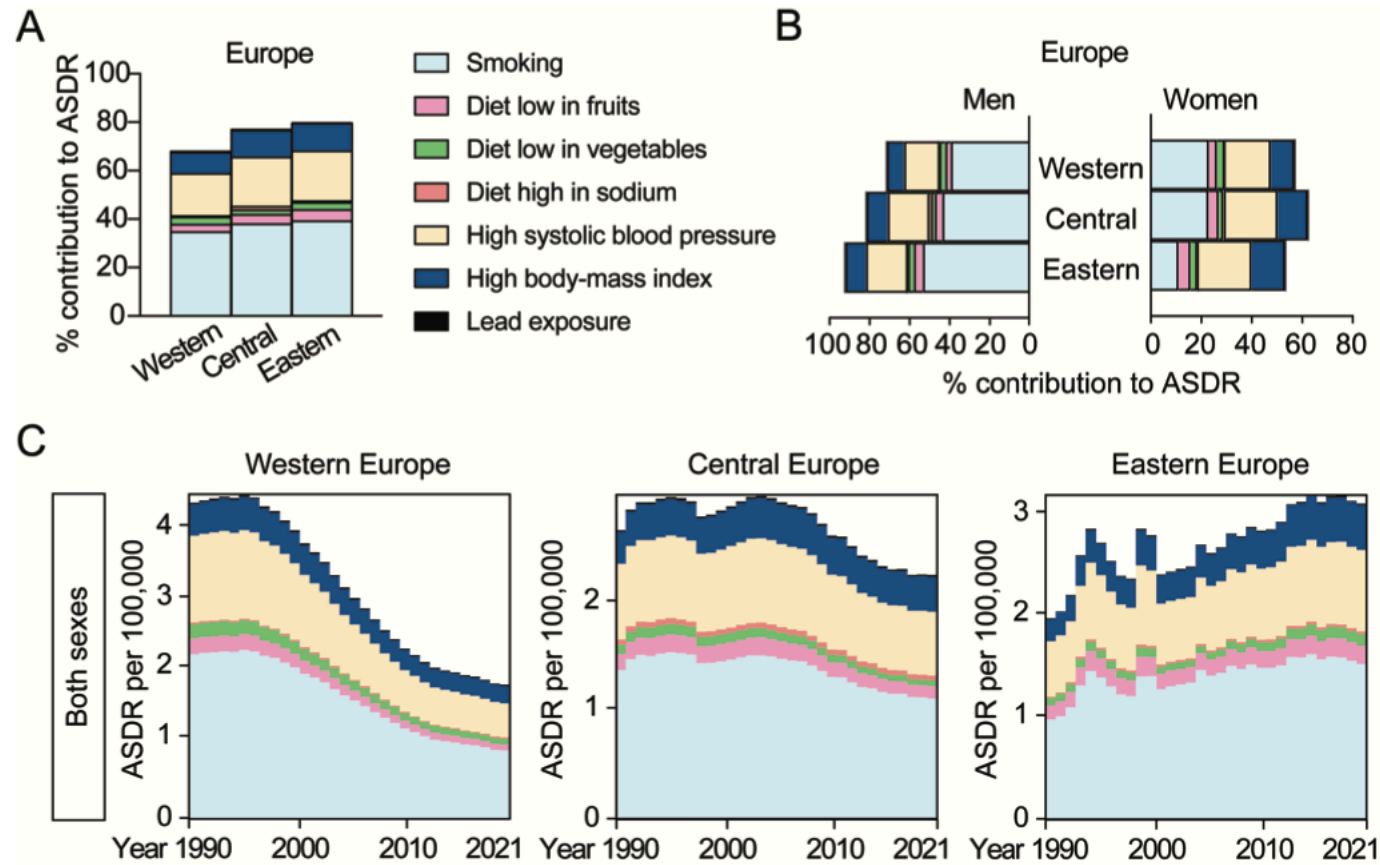 A
Europe
% contribution to ASDR
100
80
60
40
20
0
Western
Central
Eastern
Smoking
Diet low in fruits
Diet low in vegetables
Diet high in sodium
High systolic blood pressure
High body-mass index
Lead exposure
B
Europe
Men
Women
Western
Central
Eastern
100 80 60 40 20 0
0 20 40 60 80
% contribution to ASDR
C
Both sexes
Western Europe
ASDR per 100,000
4
3
2
1
0
Year 1990 2000 2010 2021
Central Europe
ASDR per 100,000
2
1
0
Year 1990 2000 2010 2021
Eastern Europe
ASDR per 100,000
3
2
1
0
Year 1990 2000 2010 2021